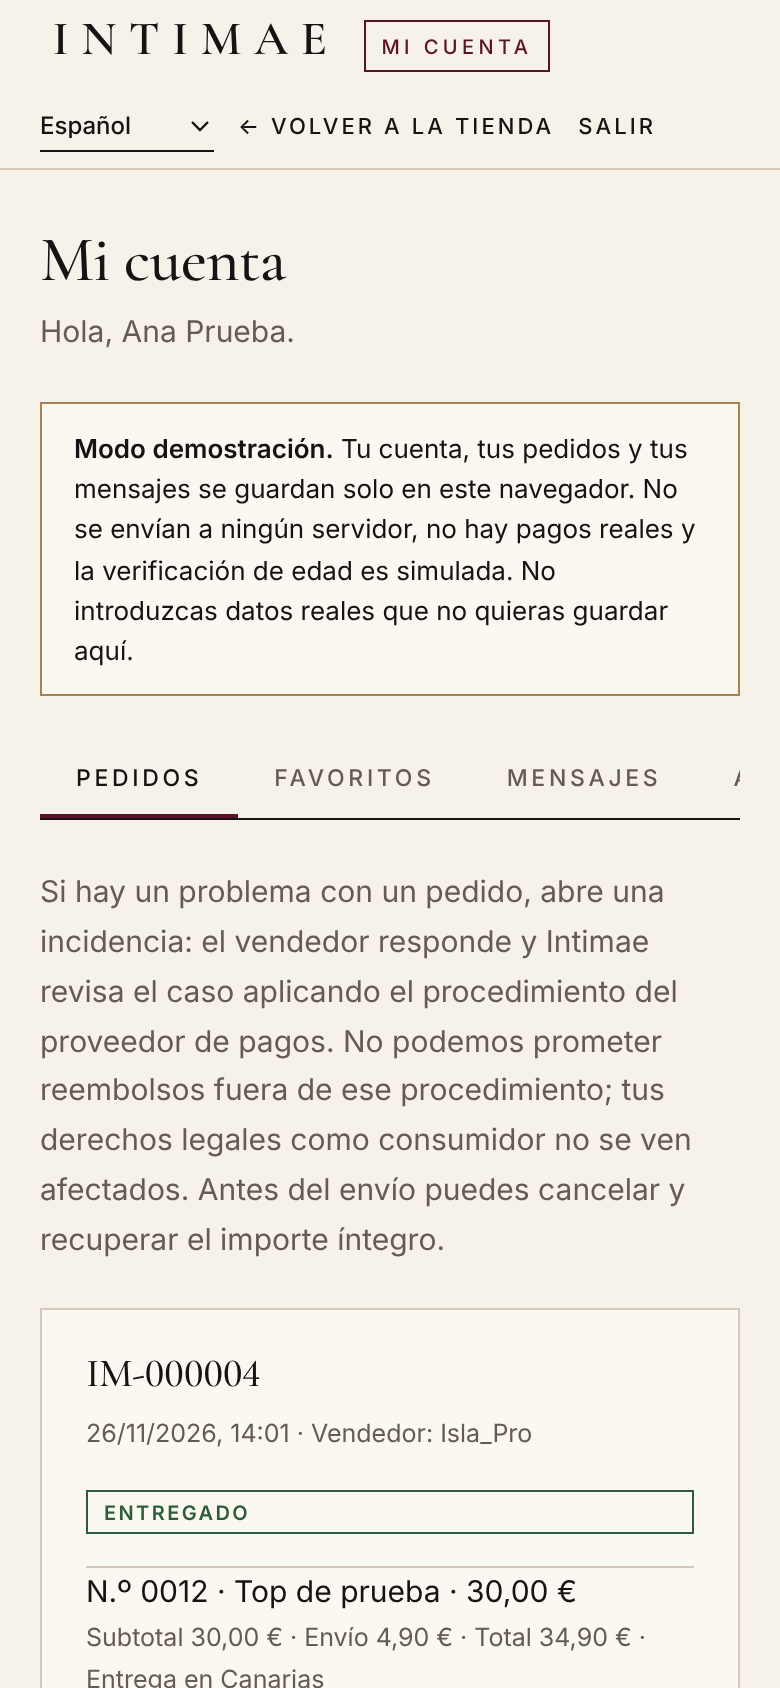 INTIMAE
MI CUENTA
Español
← VOLVER A LA TIENDA
SALIR
Mi cuenta
Hola, Ana Prueba.
Modo demostración. Tu cuenta, tus pedidos y tus
mensajes se guardan solo en este navegador. No
se envían a ningún servidor, no hay pagos reales y
la verificación de edad es simulada. No
introduzcas datos reales que no quieras guardar
aquí.
PEDIDOS
FAVORITOS
MENSAJES
Si hay un problema con un pedido, abre una
incidencia: el vendedor responde y Intimae
revisa el caso aplicando el procedimiento del
proveedor de pagos. No podemos prometer
reembolsos fuera de ese procedimiento; tus
derechos legales como consumidor no se ven
afectados. Antes del envío puedes cancelar y
recuperar el importe íntegro.
IM-000004
26/11/2026, 14:01 · Vendedor: Isla_Pro
ENTREGADO
N.º 0012 · Top de prueba · 30,00 €
Subtotal 30,00 € · Envío 4,90 € · Total 34,90 € ·
Entrega en Canarias